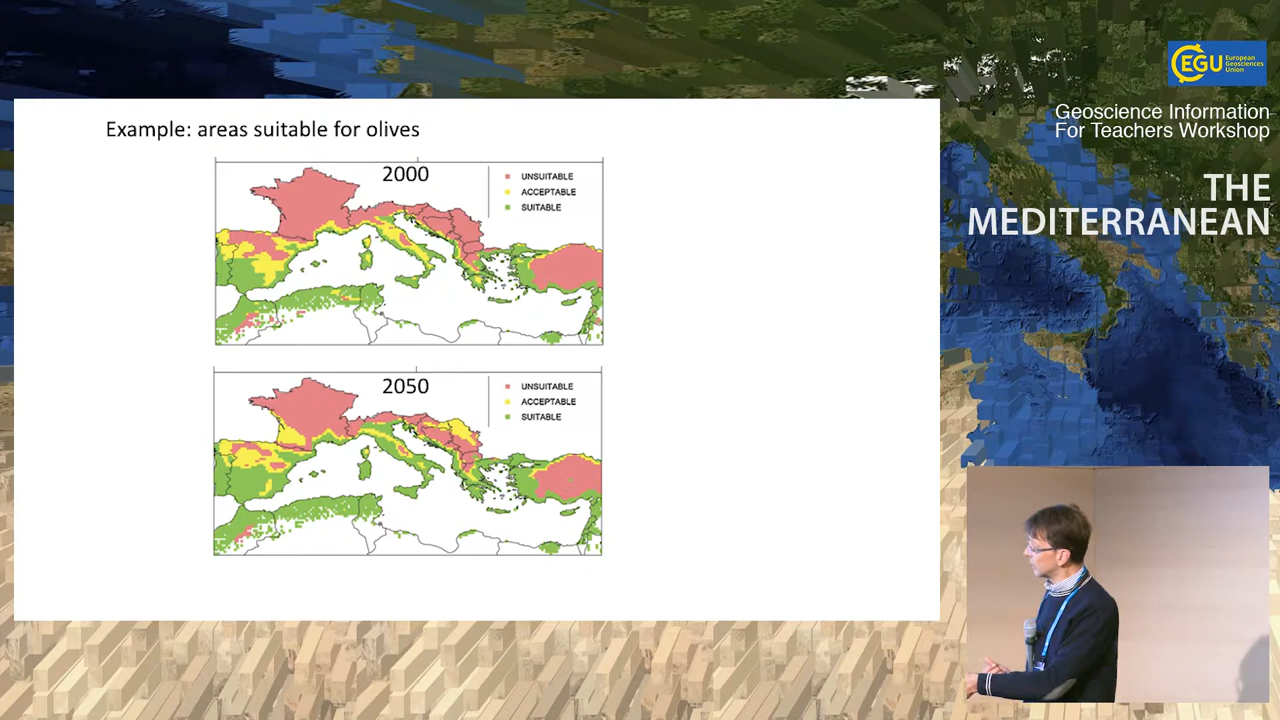 Example: areas suitable for olives
2000
UNSUITABLE
ACCEPTABLE
SUITABLE
2050
UNSUITABLE
ACCEPTABLE
SUITABLE
EGU
European
Geosciences
Union
Geoscience Information
For Teachers Workshop
THE
MEDITERRANEAN